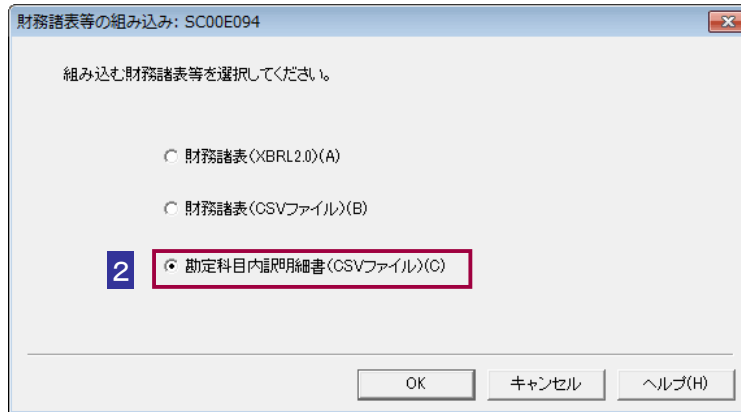 財務諸表等の組み込み: SC00E094
組み込む財務諸表等を選択してください。
財務諸表(XBRL2.0)(A)
財務諸表(CSVファイル)(B)
2
勘定科目内訳明細書(CSVファイル)(C)
OK
キャンセル
ヘルプ(H)